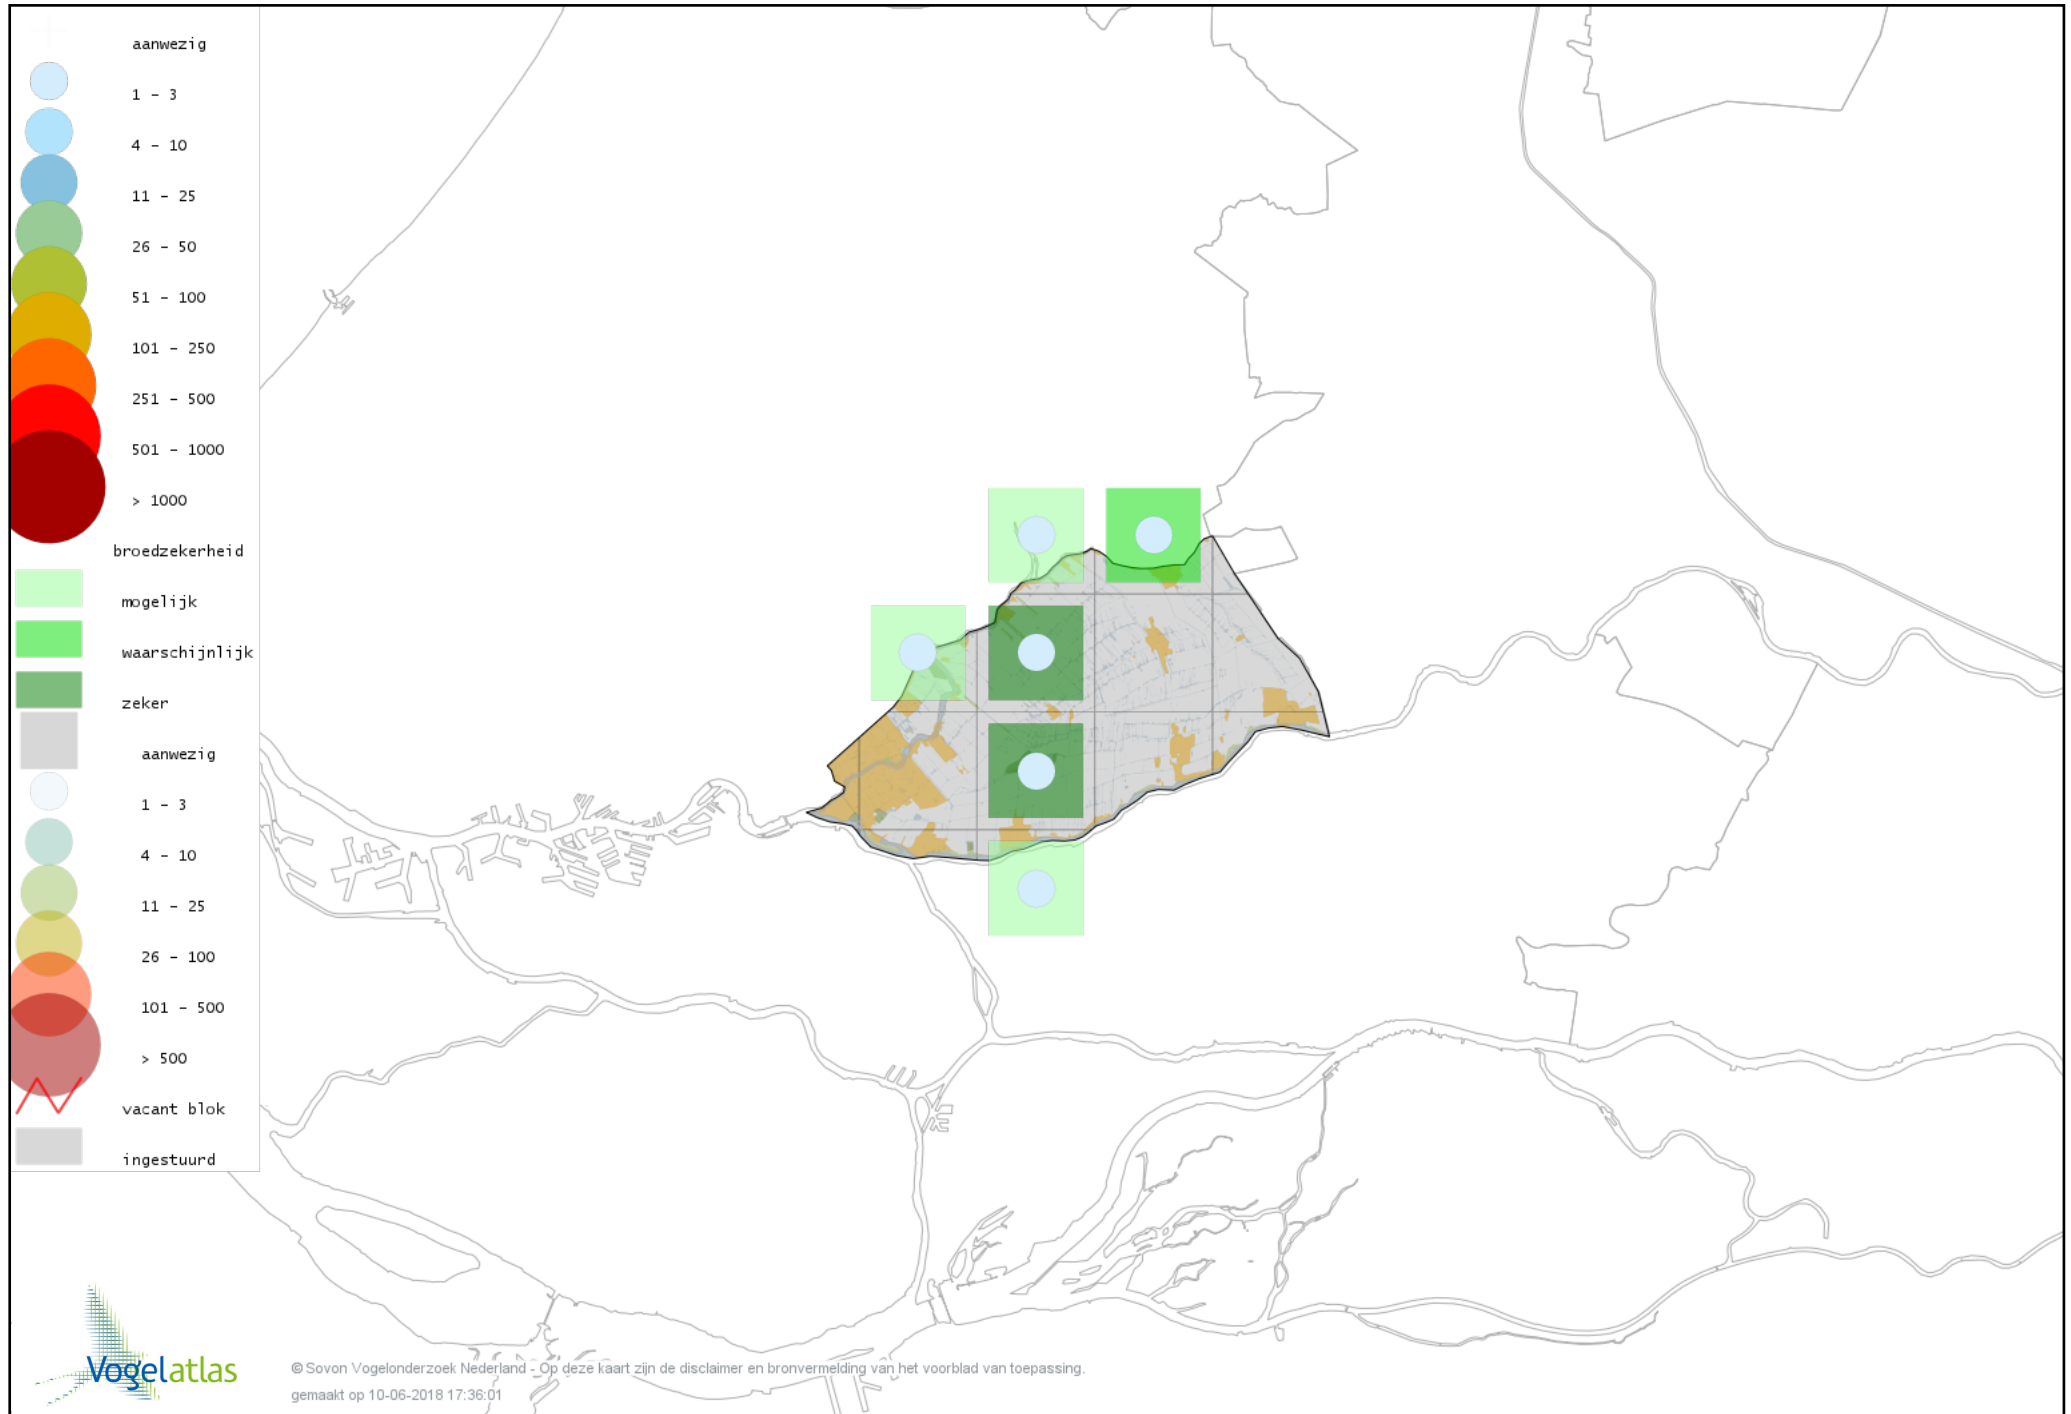 aanwezig
1 – 3
4 – 10
11 – 25
26 – 50
51 – 100
101 – 250
251 – 500
501 – 1000
> 1000
broedzekerheid
mogelijk
waarschijnlijk
zeker
aanwezig
1 – 3
4 – 10
11 – 25
26 – 100
101 – 500
> 500
vacant blok
ingestuurd
Vogelatlas
© Sovon Vogelonderzoek Nederland - Op deze kaart zijn de disclaimer en bronvermelding van het voorblad van toepassing.
gemaakt op 10-06-2018 17:36:01